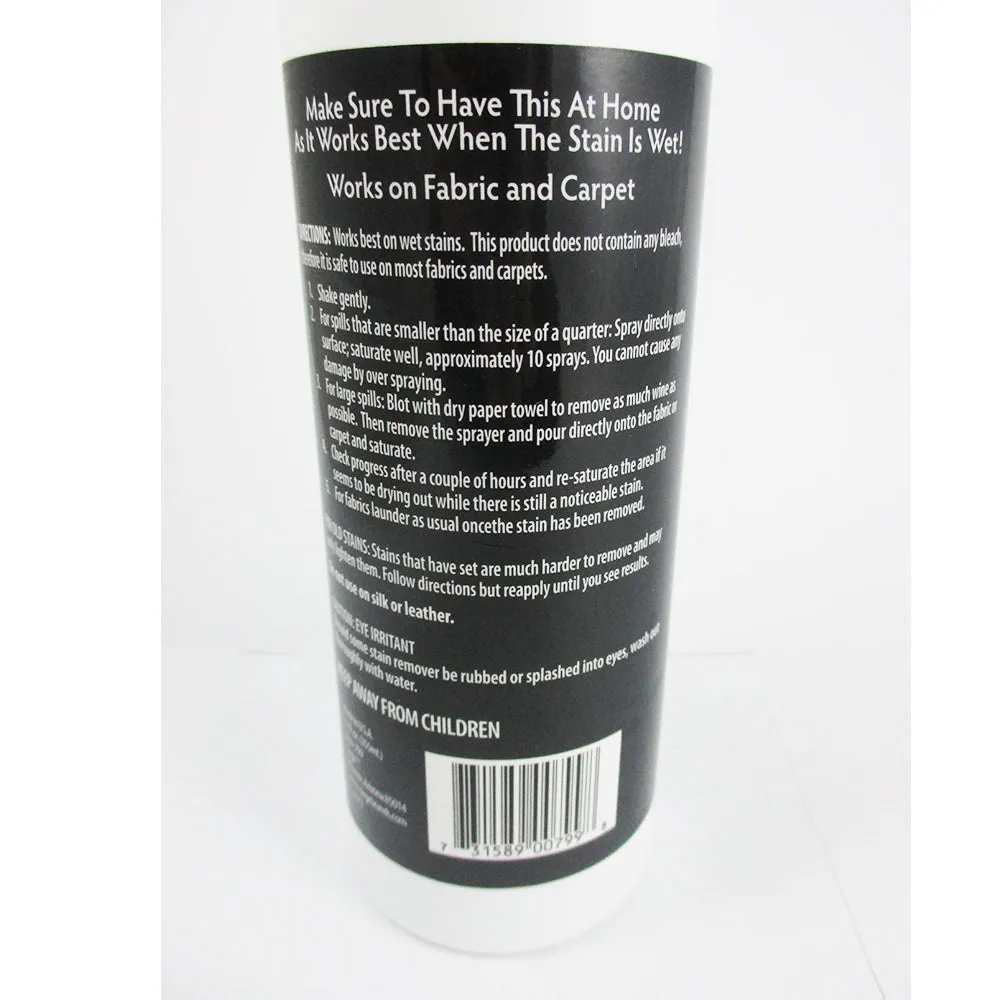 Make Sure To Have This At Home
As It Works Best When The Stain Is Wet!
Works on Fabric and Carpet
DIRECTIONS: Works best on wet stains. This product does not contain any bleach,
therefore it is safe to use on most fabrics and carpets.
1. Shake gently.
2. For spills that are smaller than the size of a quarter: Spray directly onto
surface; saturate well, approximately 10 sprays. You cannot cause any
damage by over spraying.
3. For large spills: Blot with dry paper towel to remove as much wine as
possible. Then remove the sprayer and pour directly onto the fabric or
carpet and saturate.
4. Check progress after a couple of hours and re-saturate the area if it
seems to be drying out while there is still a noticeable stain.
5. For fabrics launder as usual oncethe stain has been removed.
OLD STAINS: Stains that have set are much harder to remove and may
lighten them. Follow directions but reapply until you see results.
Do not use on silk or leather.
CAUTION: EYE IRRITANT
some stain remover be rubbed or splashed into eyes, wash out
thoroughly with water.
KEEP AWAY FROM CHILDREN
7 31589 00799 8